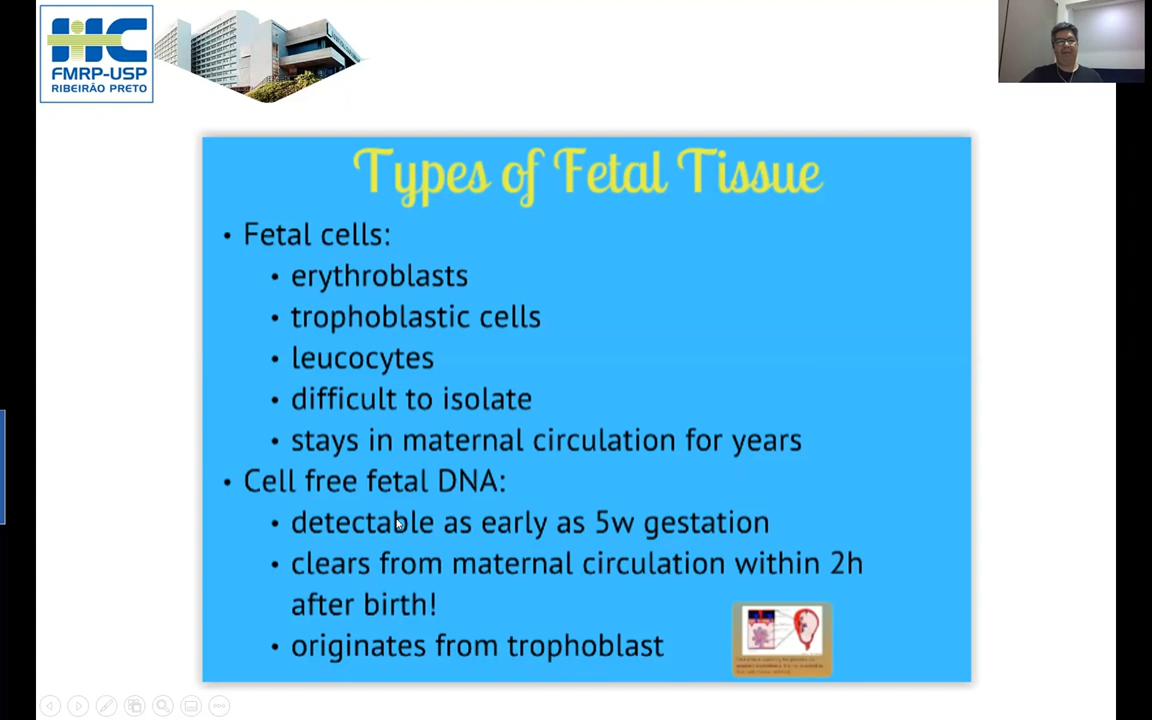 FMRP-USP
RIBEIRÃO PRETO
Types of Fetal Tissue
• Fetal cells:
• erythroblasts
• trophoblastic cells
• leucocytes
• difficult to isolate
• stays in maternal circulation for years
• Cell free fetal DNA:
• detectable as early as 5w gestation
• clears from maternal circulation within 2h
after birth!
• originates from trophoblast